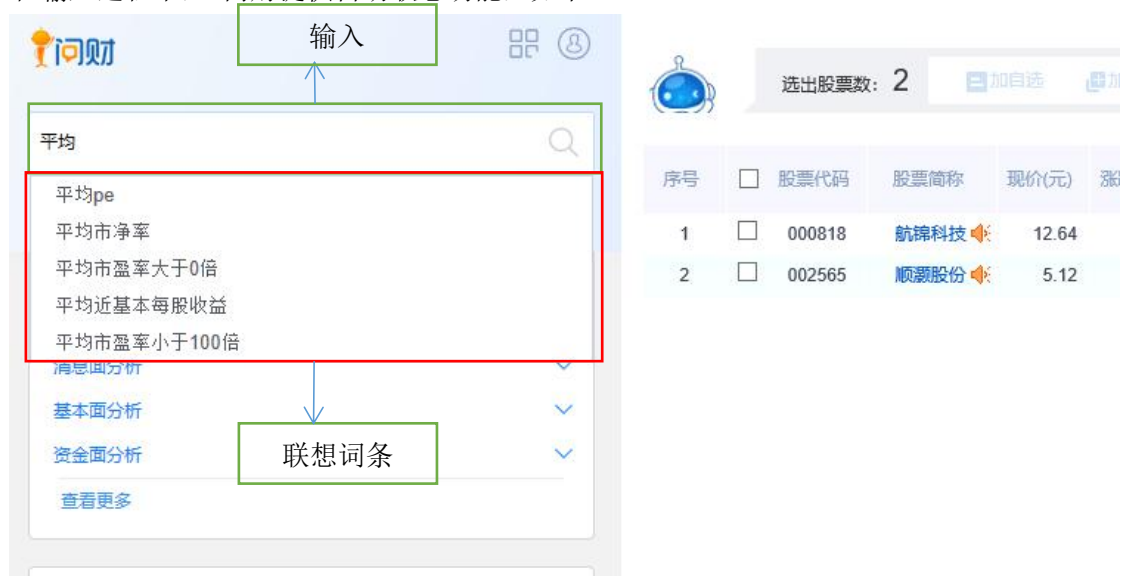 输入
问财
平均
平均pe
平均市净率
平均市盈率大于0倍
平均近基本每股收益
平均市盈率小于100倍
消息面分析
基本面分析
资金面分析
联想词条
查看更多
选出股票数: 2 加自选
序号 股票代码 股票简称 现价(元)
1 000818 航锦科技 12.64
2 002565 顺灏股份 5.12